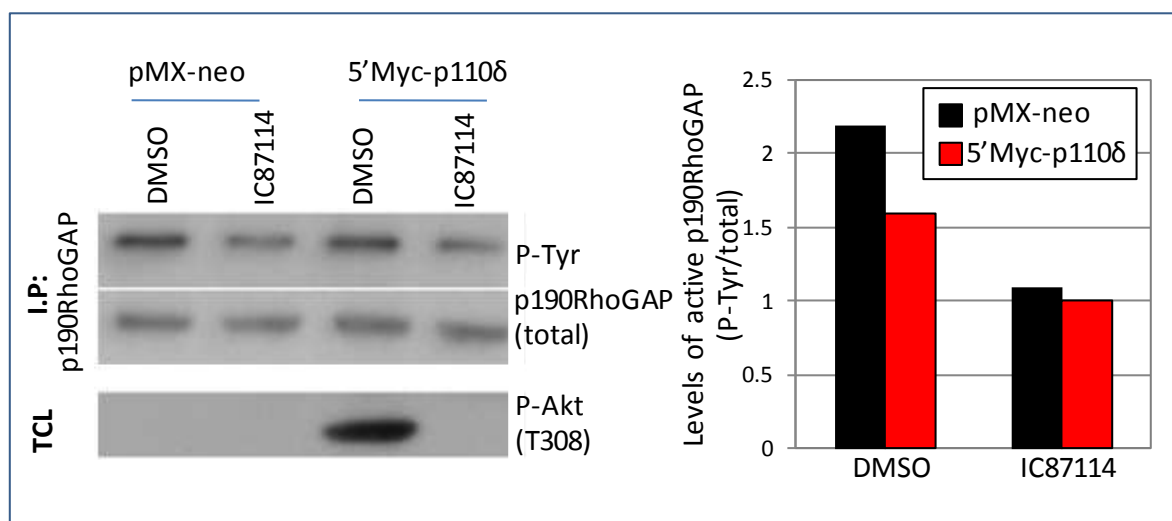 pMX-neo
5'Myc-p110δ
DMSO
IC87114
DMSO
IC87114
I.P:
p190RhoGAP
P-Tyr
p190RhoGAP
(total)
TCL
P-Akt
(T308)
Levels of active p190RhoGAP
(P-Tyr/total)
2.5
2
1.5
1
0.5
0
pMX-neo
5'Myc-p110δ
DMSO
IC87114